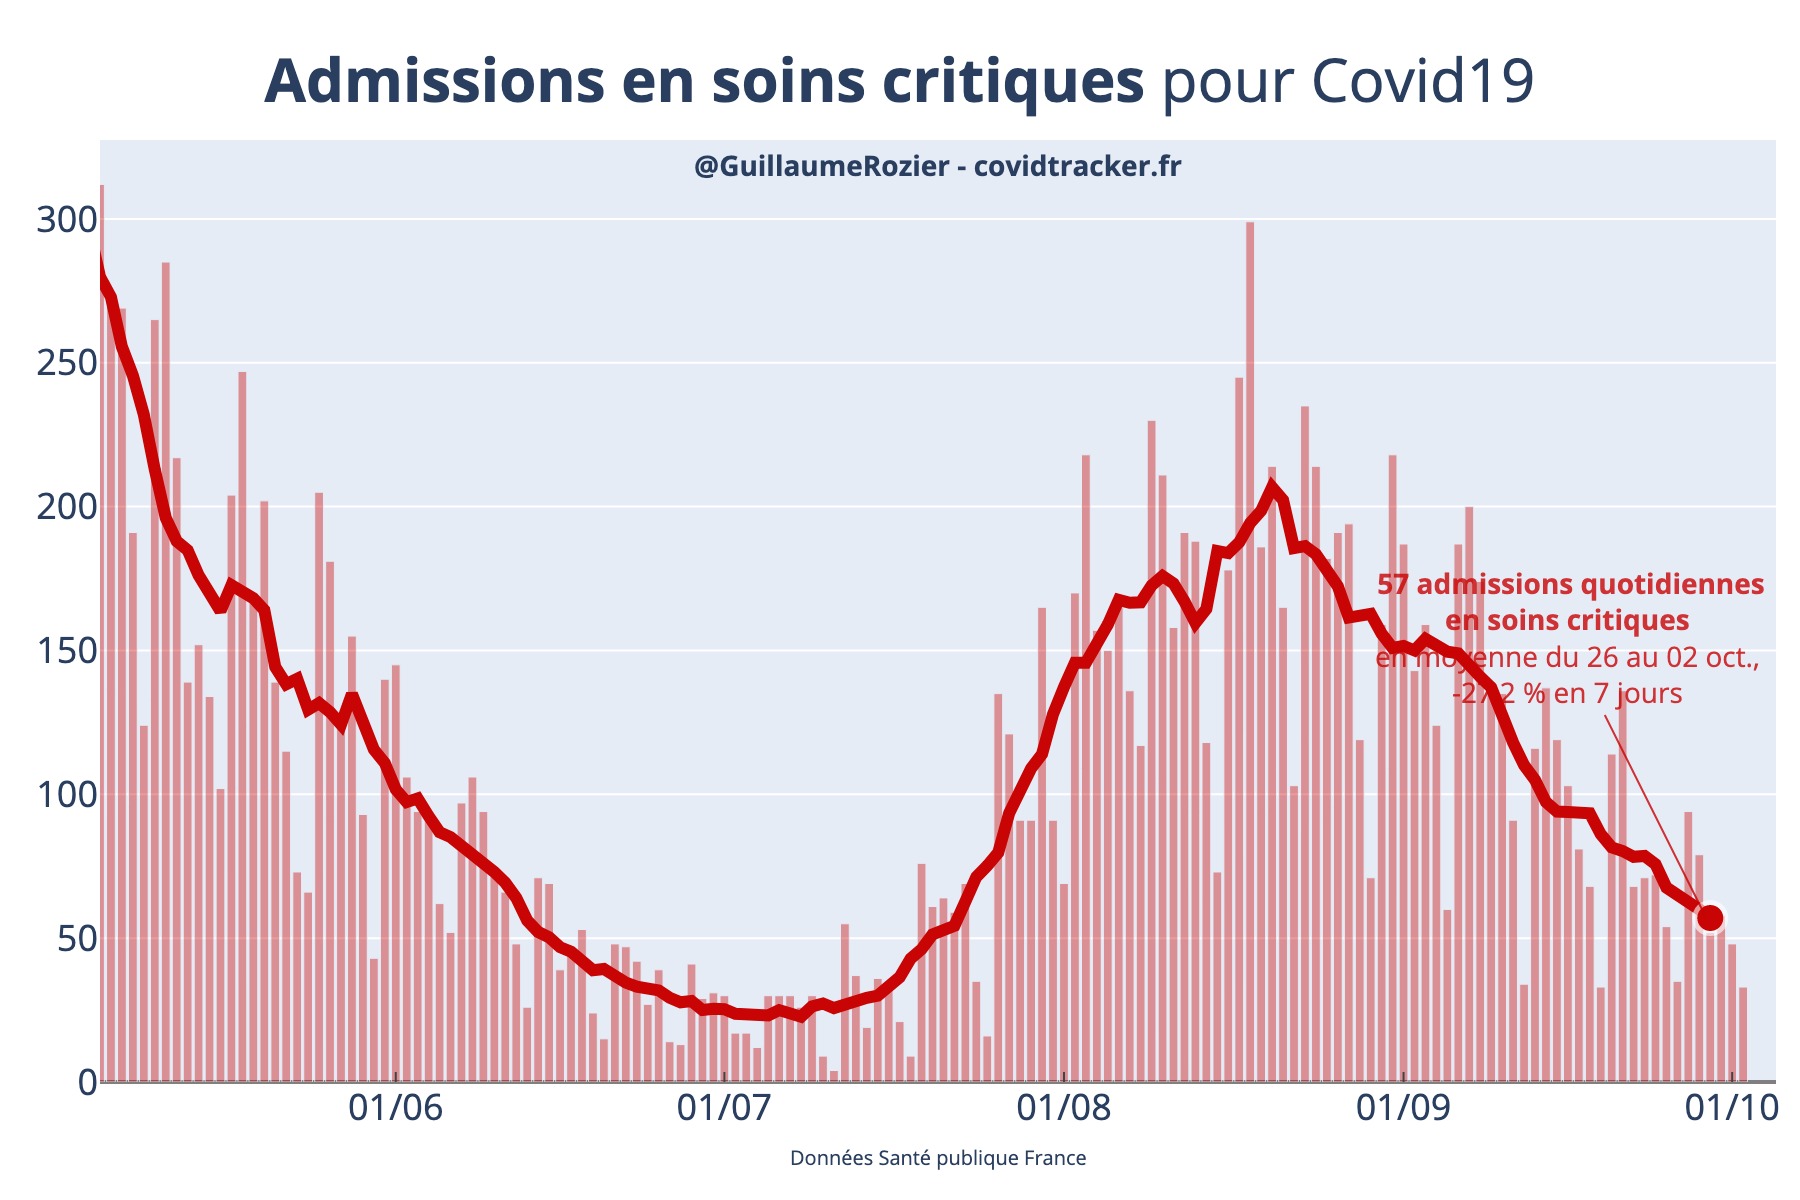 Admissions en soins critiques pour Covid19
@GuillaumeRozier - covidtracker.fr
300
250
200
150
100
50
0
57 admissions quotidiennes
en soins critiques
en moyenne du 26 au 02 oct.,
-27.2 % en 7 jours
01/06 01/07 01/08 01/09 01/10
Données Santé publique France